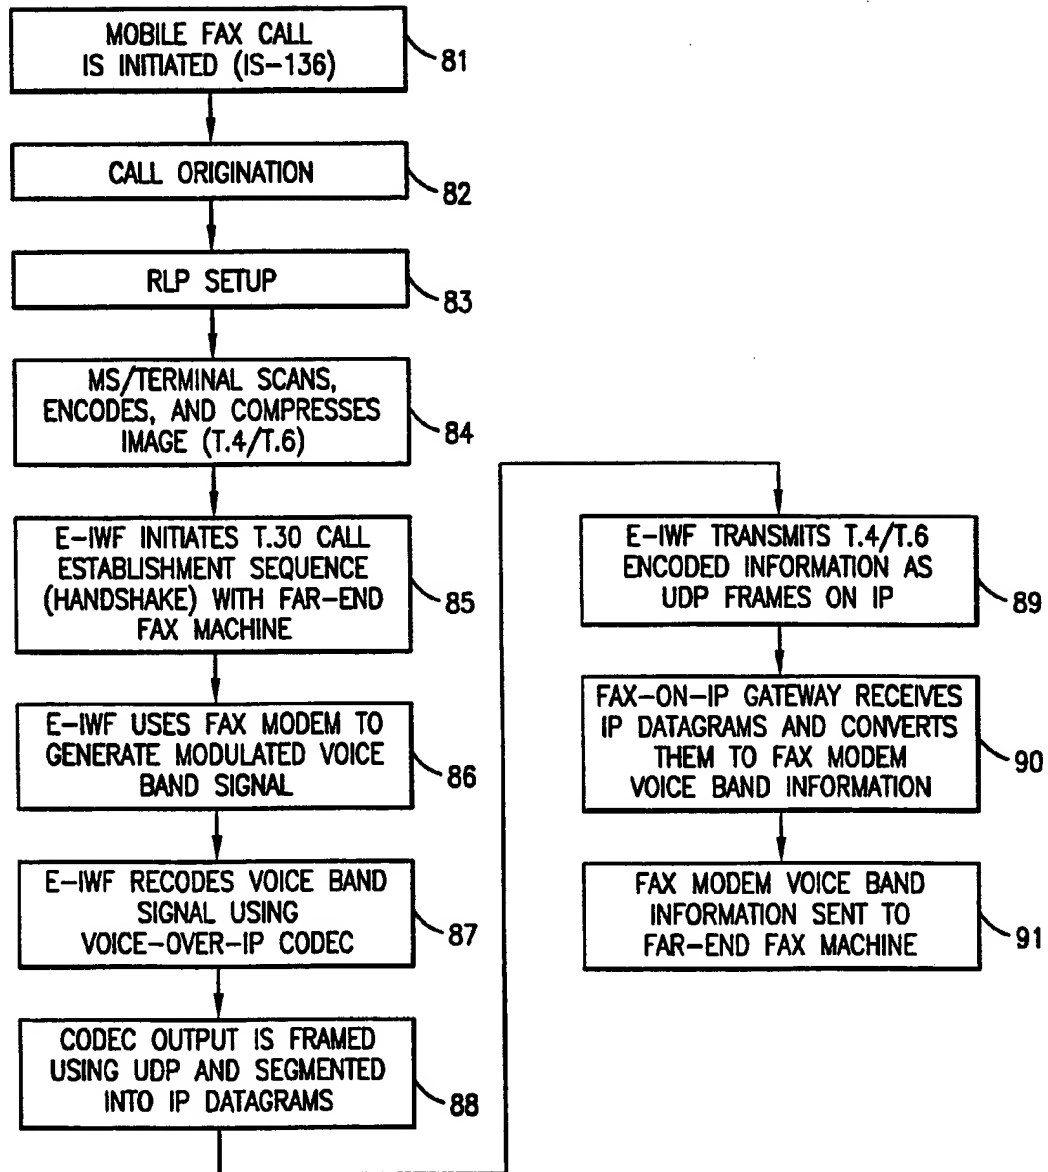 MOBILE FAX CALL
IS INITIATED (IS-136)
81
CALL ORIGINATION
82
RLP SETUP
83
MS/TERMINAL SCANS,
ENCODES, AND COMPRESSES
IMAGE (T.4/T.6)
84
E-IWF INITIATES T.30 CALL
ESTABLISHMENT SEQUENCE
(HANDSHAKE) WITH FAR-END
FAX MACHINE
85
E-IWF USES FAX MODEM TO
GENERATE MODULATED VOICE
BAND SIGNAL
86
E-IWF RECODES VOICE BAND
SIGNAL USING
VOICE-OVER-IP CODEC
87
CODEC OUTPUT IS FRAMED
USING UDP AND SEGMENTED
INTO IP DATAGRAMS
88
E-IWF TRANSMITS T.4/T.6
ENCODED INFORMATION AS
UDP FRAMES ON IP
89
FAX-ON-IP GATEWAY RECEIVES
IP DATAGRAMS AND CONVERTS
THEM TO FAX MODEM
VOICE BAND INFORMATION
90
FAX MODEM VOICE BAND
INFORMATION SENT TO
FAR-END FAX MACHINE
91